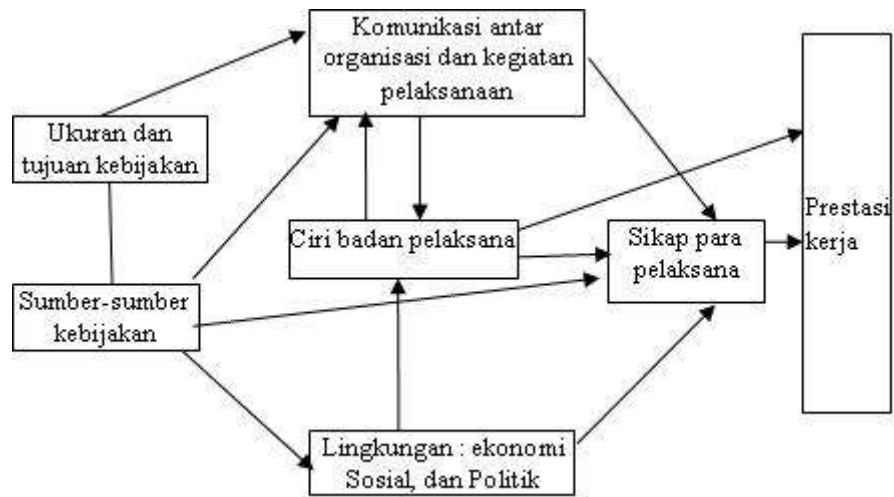 Komunikasi antar
organisasi dan kegiatan
pelaksanaan
Ukuran dan
tujuan kebijakan
Ciri badan pelaksana
Sikap para
pelaksana
Prestasi
kerja
Sumber-sumber
kebijakan
Lingkungan : ekonomi
Sosial, dan Politik